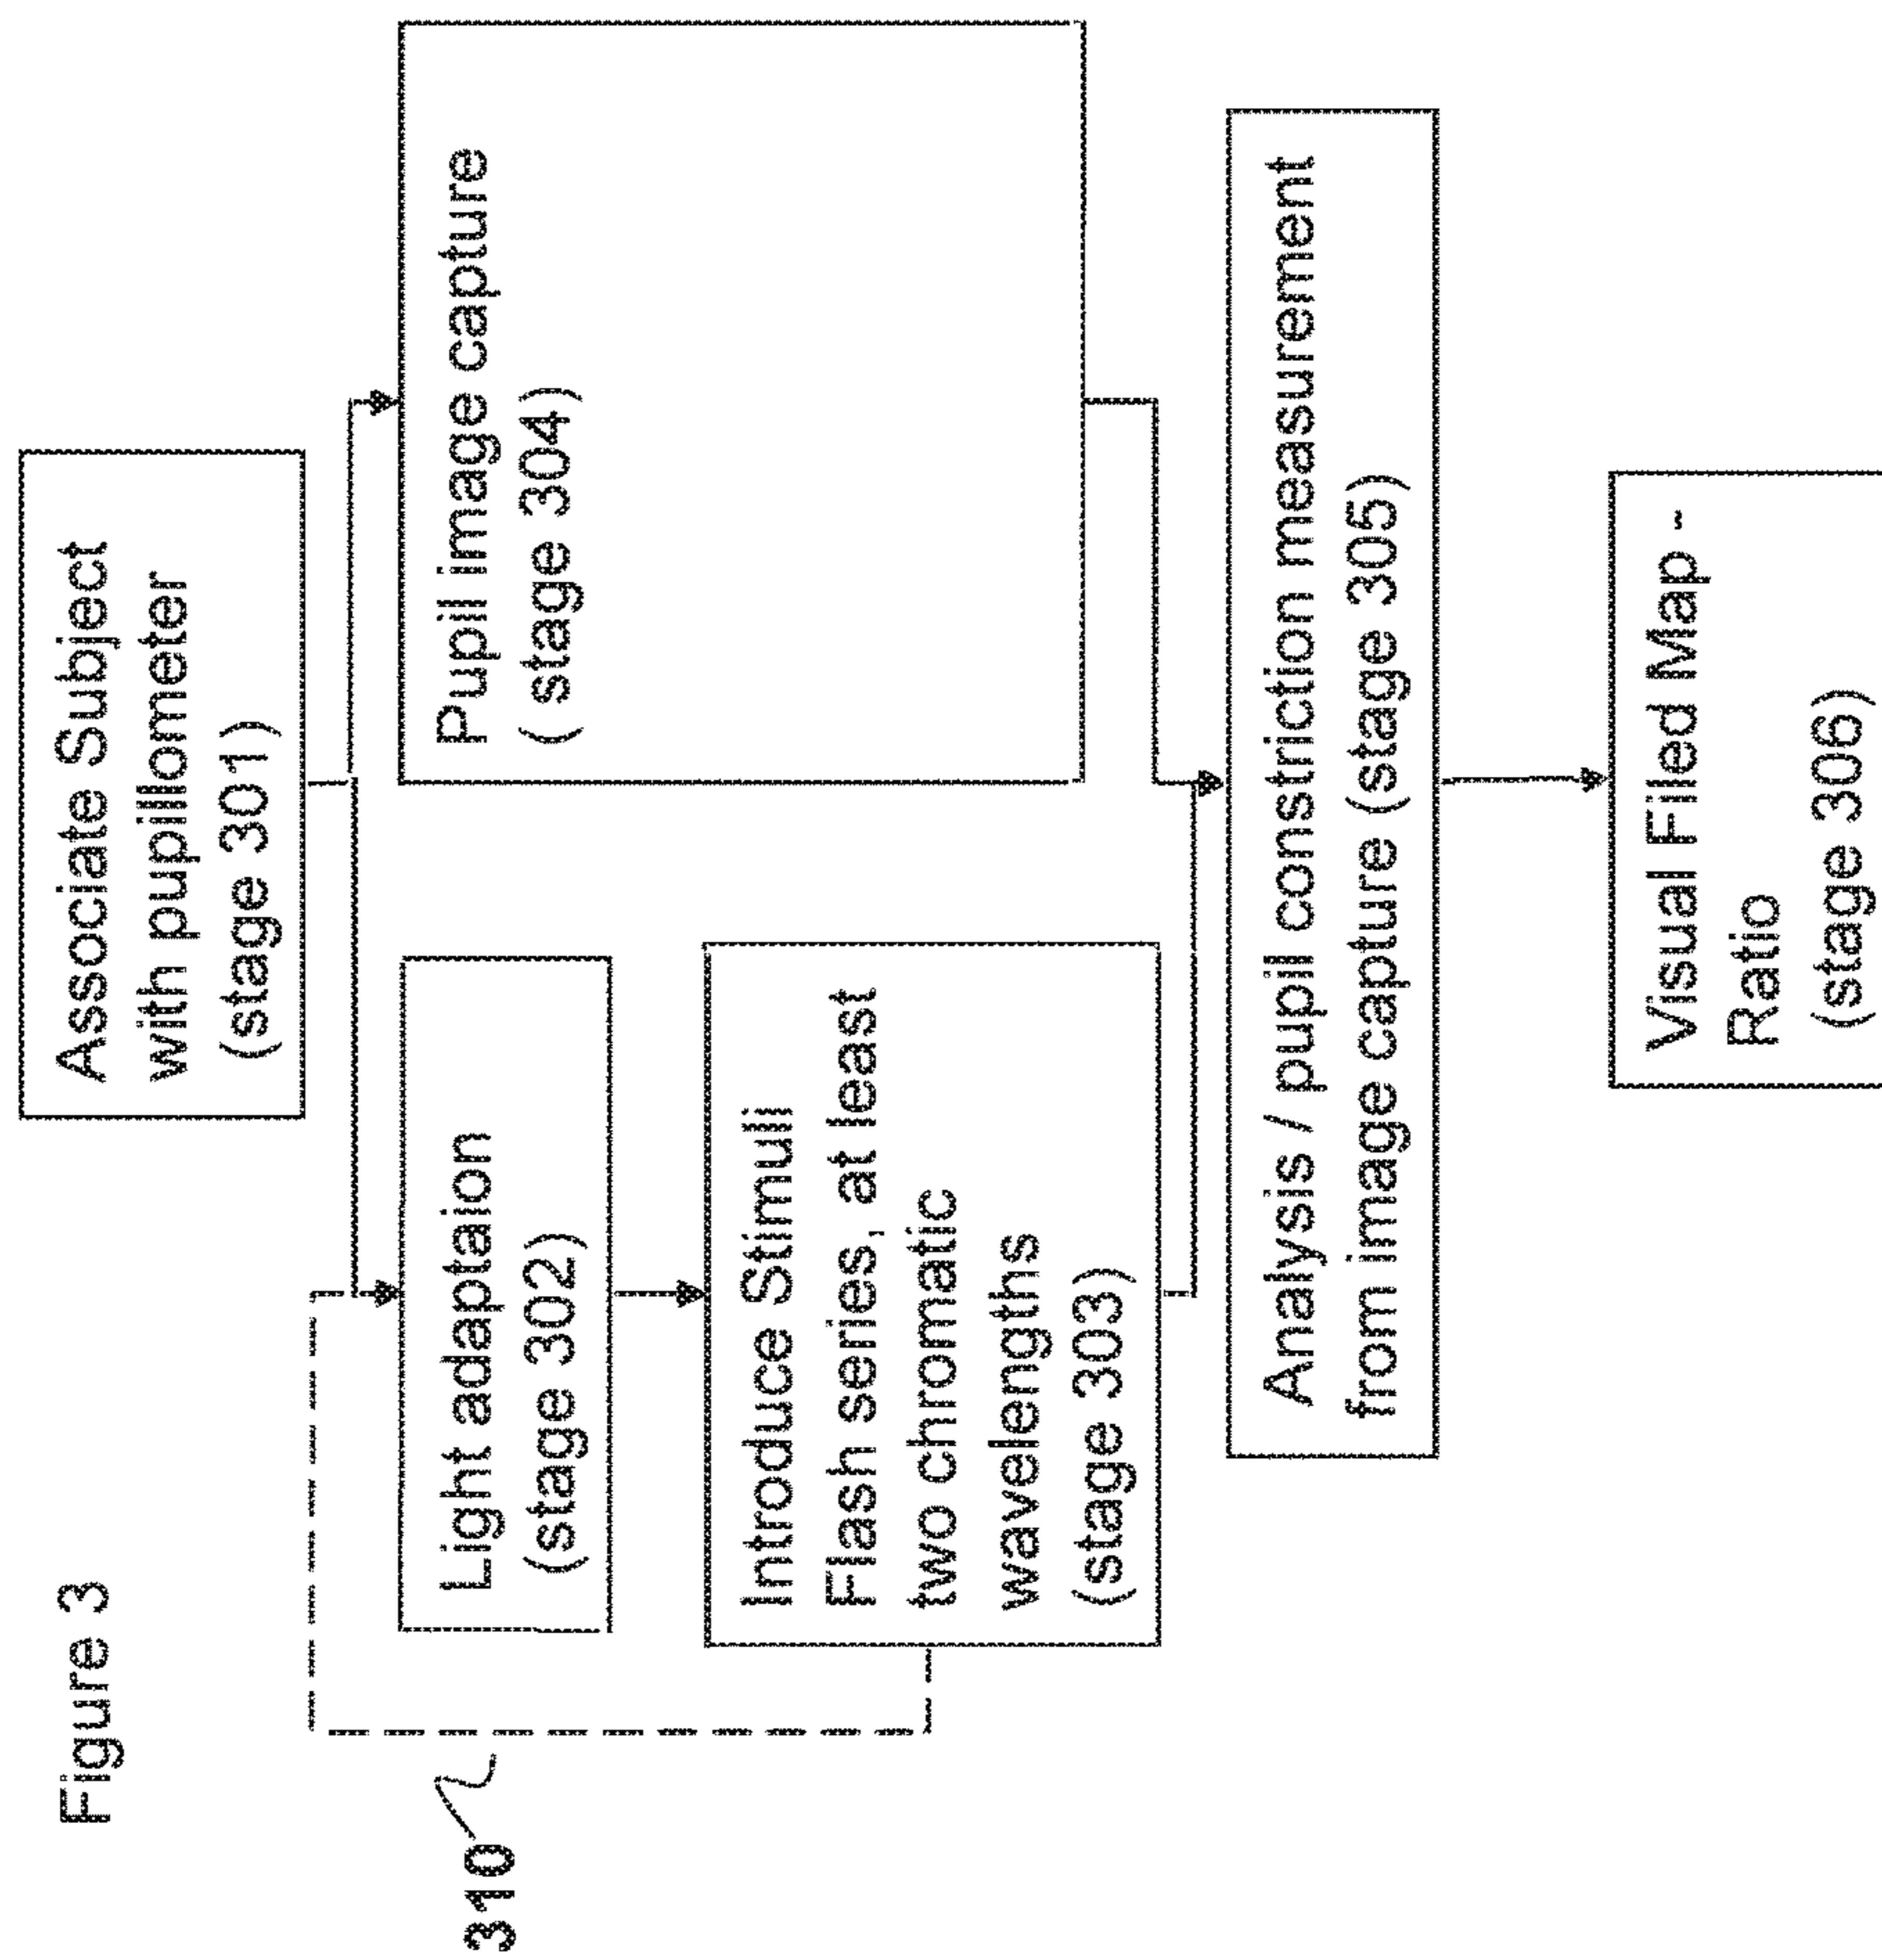 Figure 3
Associate Subject
with pupillometer
(stage 301)
310
Light adaptaion
(stage 302)
Pupil image capture
( stage 304)
Introduce Stimuli
Flash series, at least
two chromatic
wavelengths
(stage 303)
Analysis / pupil constriction measurement
from image capture (stage 305)
Visual Filed Map -
Ratio
(stage 306)